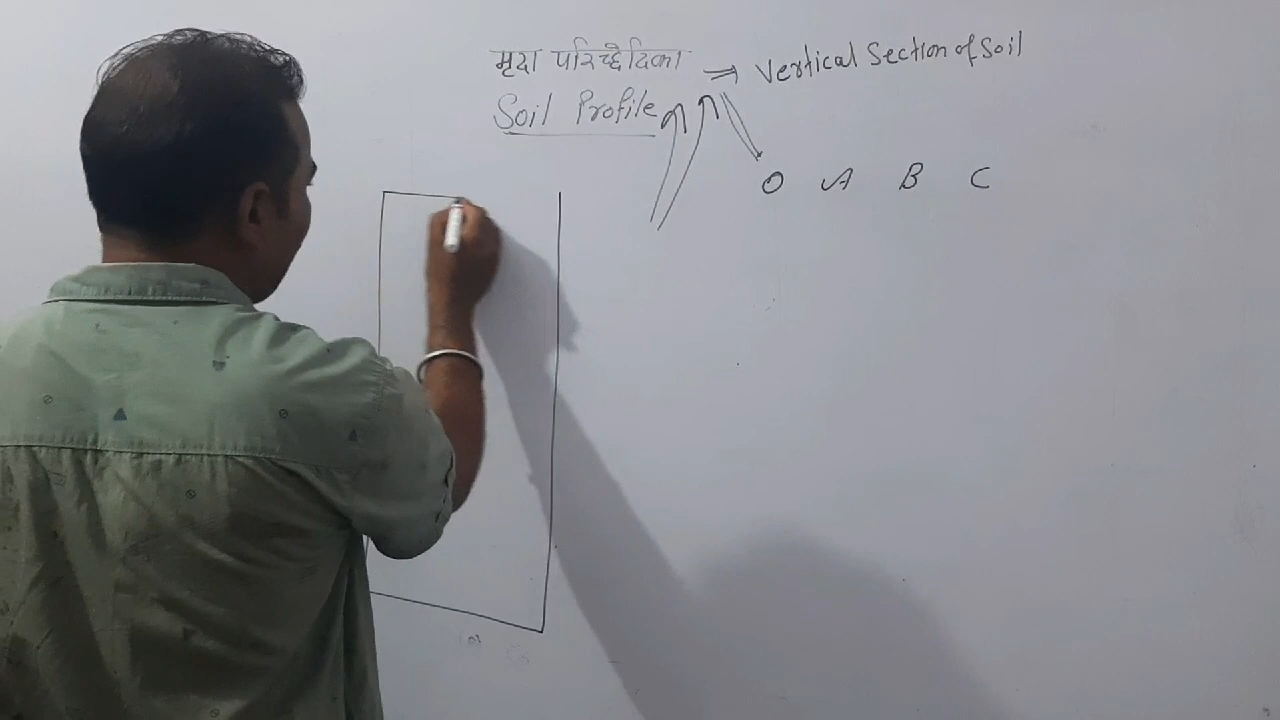 मृदा परिच्छेदिका ⇒ Vertical Section of Soil
Soil Profile
O A B C